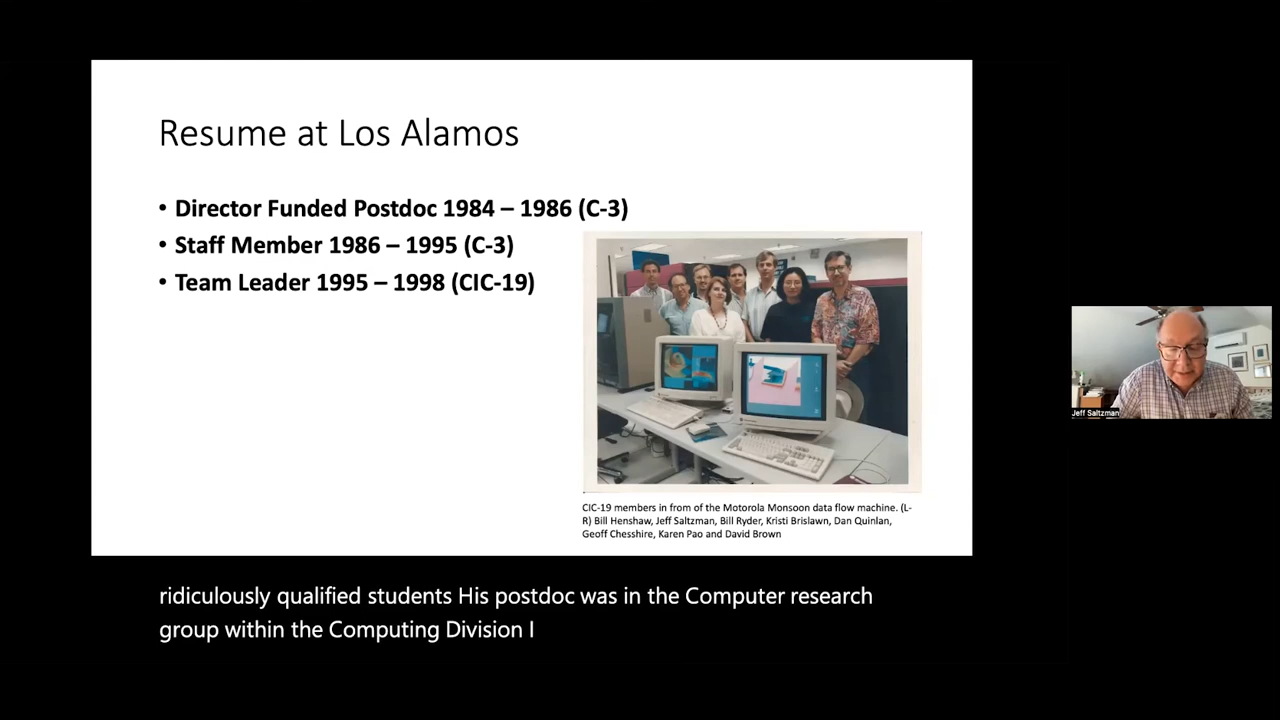 Resume at Los Alamos
• Director Funded Postdoc 1984 – 1986 (C-3)
• Staff Member 1986 – 1995 (C-3)
• Team Leader 1995 – 1998 (CIC-19)
CIC-19 members in from of the Motorola Monsoon data flow machine. (L-
R) Bill Henshaw, Jeff Saltzman, Bill Ryder, Kristi Brislawn, Dan Quinlan,
Geoff Chesshire, Karen Pao and David Brown
Jeff Saltzman
ridiculously qualified students His postdoc was in the Computer research
group within the Computing Division I